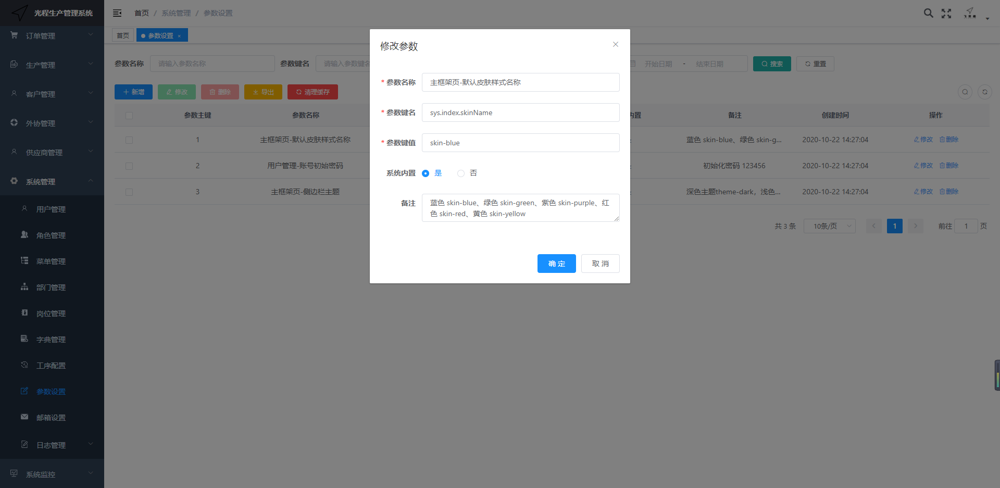 光程生产管理系统
首页 / 系统管理 / 参数设置
首页
参数设置 ×
订单管理
生产管理
客户管理
外协管理
供应商管理
系统管理
用户管理
角色管理
菜单管理
部门管理
岗位管理
字典管理
工序配置
参数设置
邮箱设置
日志管理
系统监控
参数名称 请输入参数名称 参数键名 请输入参数键名 开始日期 - 结束日期 搜索 重置
新增 修改 删除 导出 清理缓存
参数主键 参数名称 内置 备注 创建时间 操作
1 主框架页-默认皮肤样式名称 蓝色 skin-blue、绿色 skin-g... 2020-10-22 14:27:04 修改 删除
2 用户管理-账号初始密码 初始化密码 123456 2020-10-22 14:27:04 修改 删除
3 主框架页-侧边栏主题 深色主题theme-dark，浅色... 2020-10-22 14:27:04 修改 删除
共 3 条 10条/页 1 前往 1 页
修改参数
* 参数名称 主框架页-默认皮肤样式名称
* 参数键名 sys.index.skinName
* 参数键值 skin-blue
系统内置 是 否
备注 蓝色 skin-blue、绿色 skin-green、紫色 skin-purple、红
色 skin-red、黄色 skin-yellow
确 定 取 消